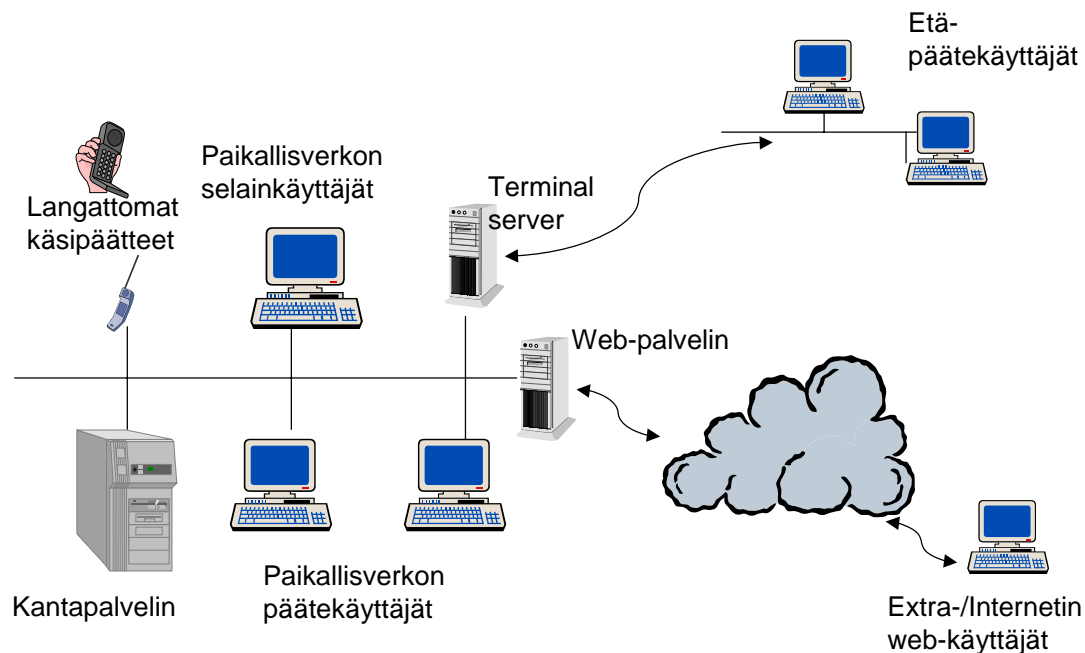 Etä-
päätekäyttäjät
Paikallisverkon
selainkäyttäjät
Terminal
server
Langattomat
käsipäätteet
Web-palvelin
Paikallisverkon
päätekäyttäjät
Kantapalvelin
Extra-/Internetin
web-käyttäjät